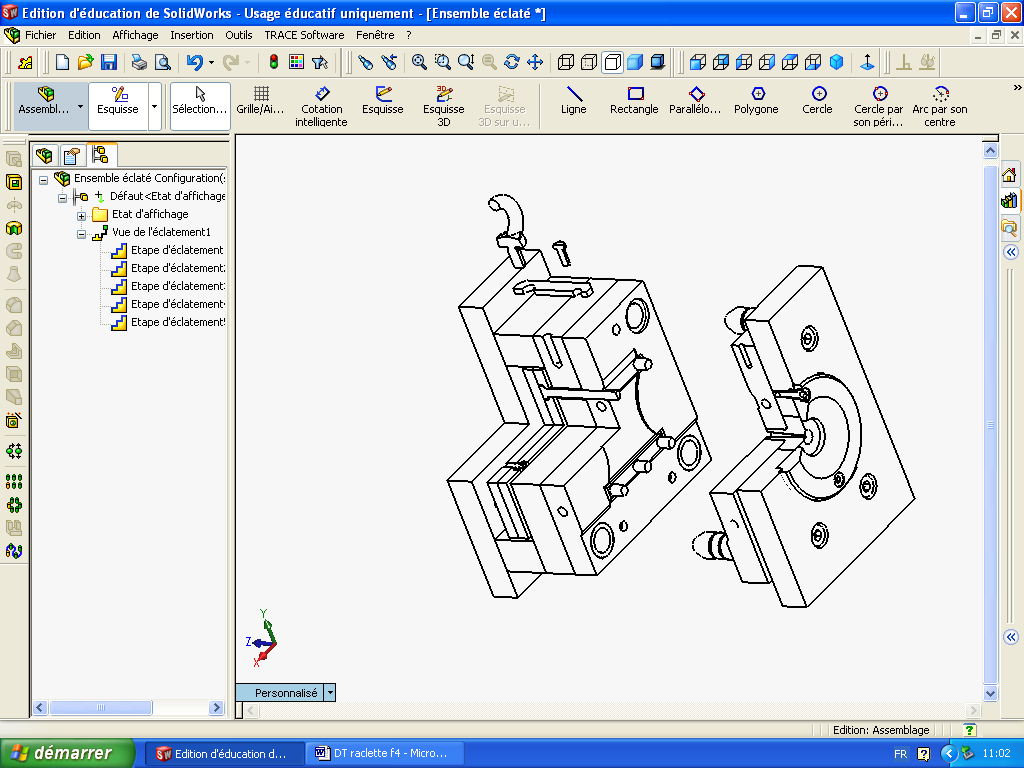 Edition d'éducation de SolidWorks - Usage éducatif uniquement - [Ensemble éclaté *]
Fichier Edition Affichage Insertion Outils TRACE Software Fenêtre ?
Assembl... Esquisse Sélection... Grille/Ai... Cotation intelligente Esquisse Esquisse 3D Esquisse 3D sur u... Ligne Rectangle Parallélo... Polygone Cercle Cercle par son péri... Arc par son centre
Ensemble éclaté Configuration(s
Défaut<Etat d'affichage
Etat d'affichage
Vue de l'éclatement1
Etape d'éclatement
Etape d'éclatement
Etape d'éclatement
Etape d'éclatement
Etape d'éclatement
Y
Z
X
Personnalisé
Edition: Assemblage
démarrer
Edition d'éducation d...
DT raclette f4 - Micro...
FR
11:02